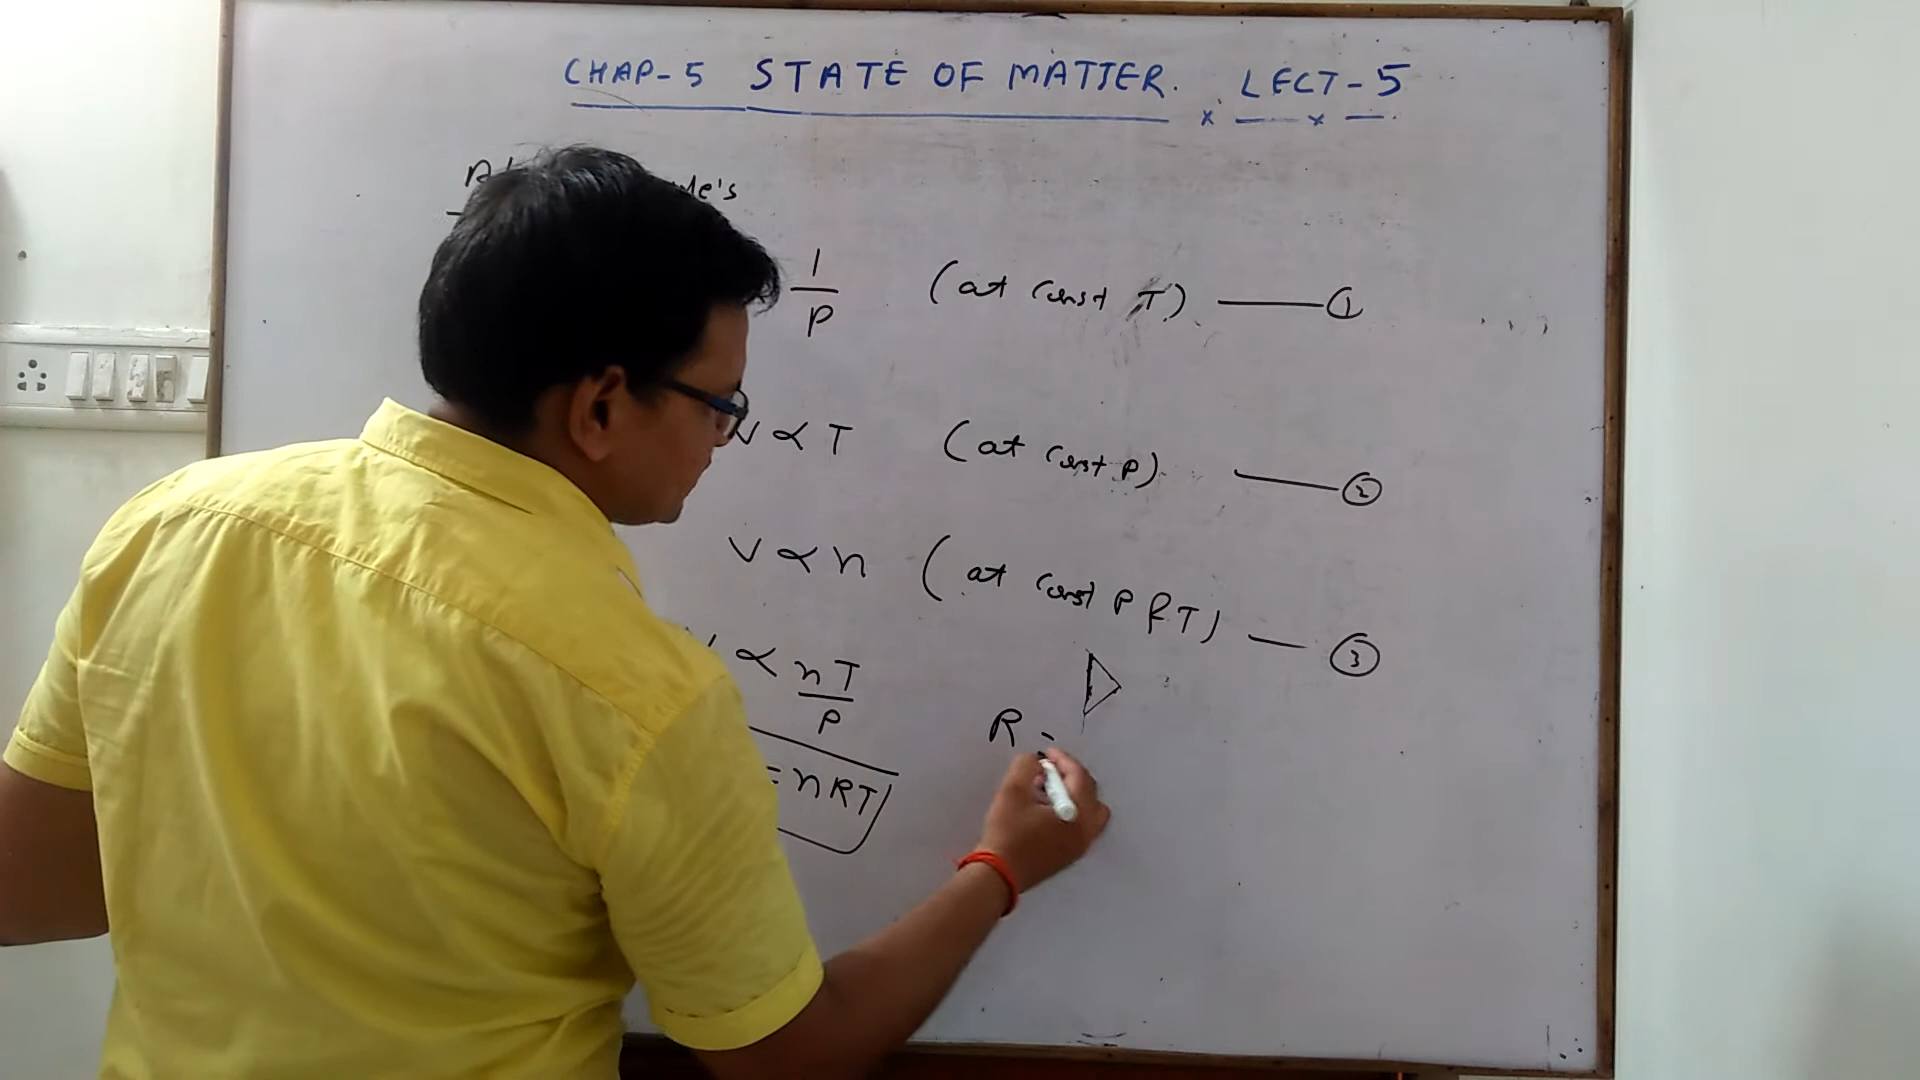 CHAP-5 STATE OF MATTER. LECT-5
1/P (at const T) — ①
V ∝ T (at const P) — ②
V ∝ n (at const P & T) — ③
∝ nT/P
= nRT
R =